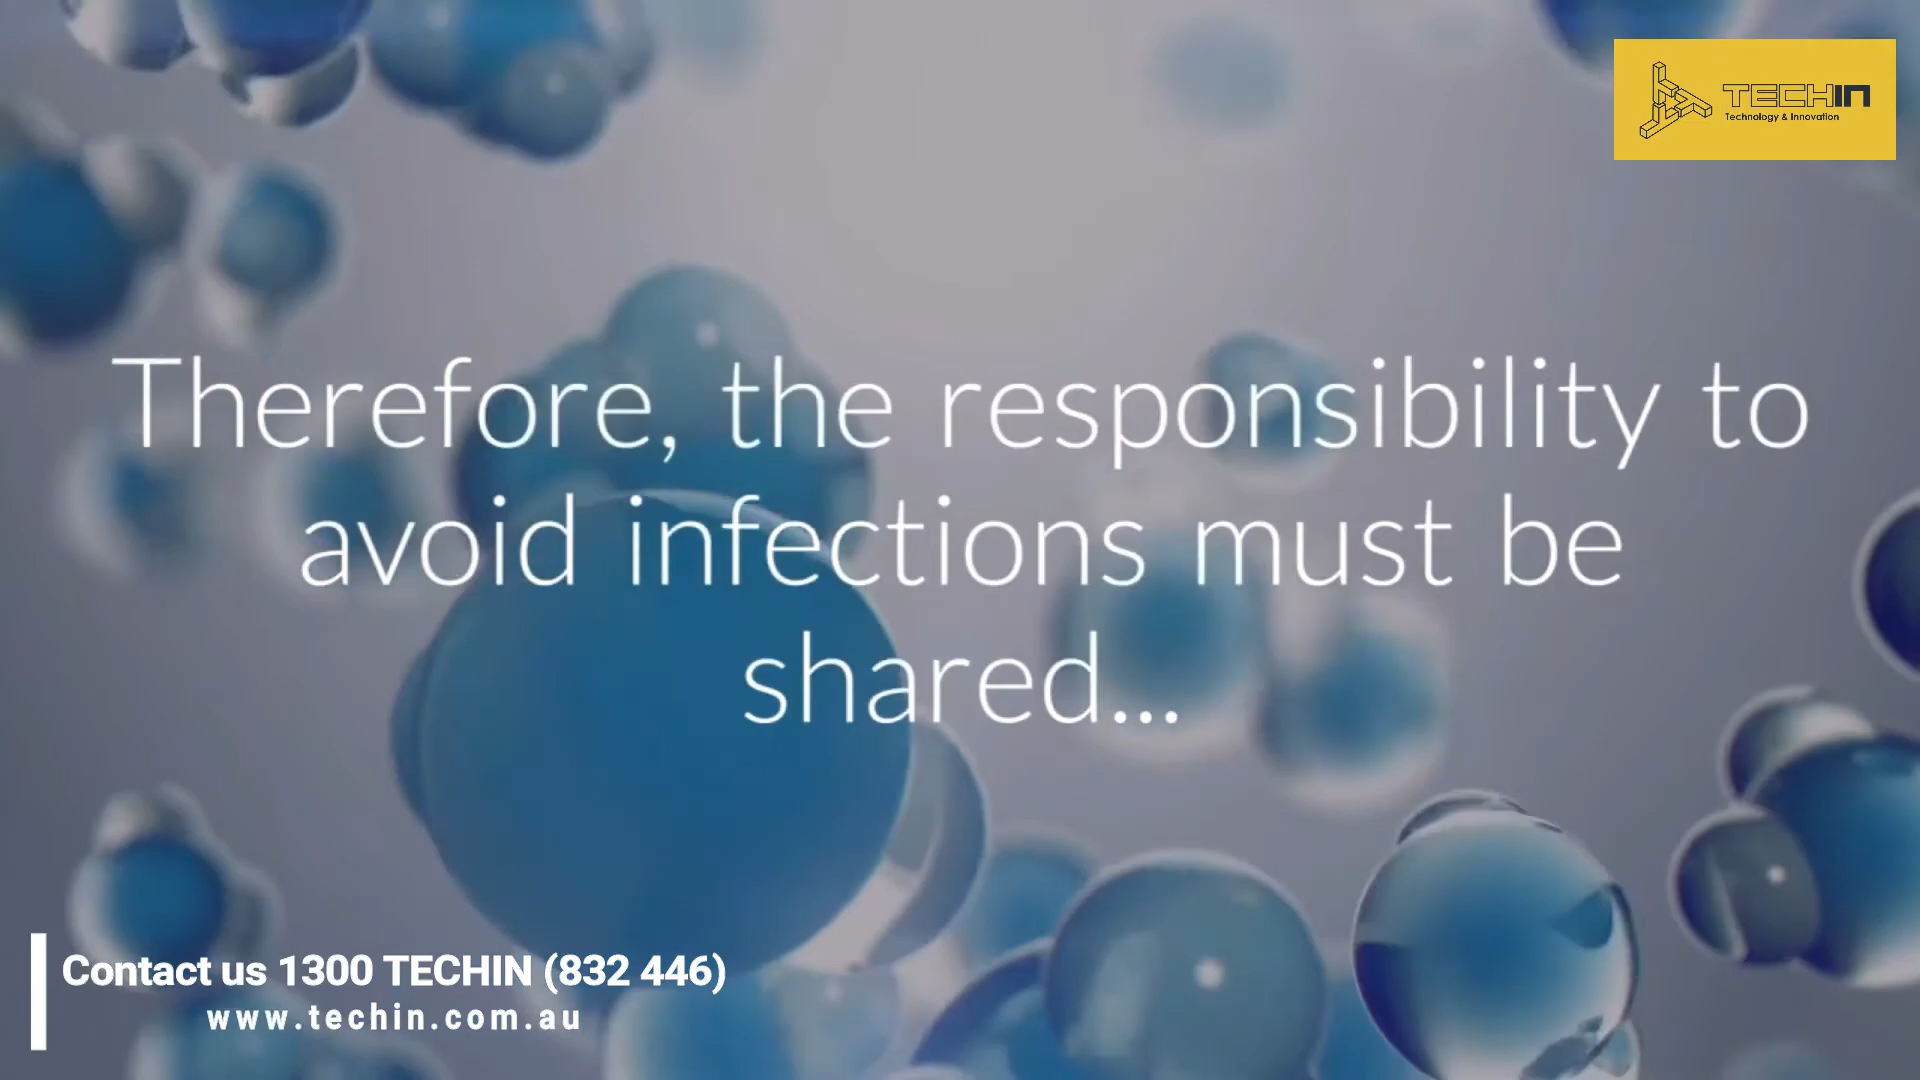 TECHIN
Technology & Innovation
Therefore, the responsibility to
avoid infections must be
shared...
Contact us 1300 TECHIN (832 446)
www.techin.com.au